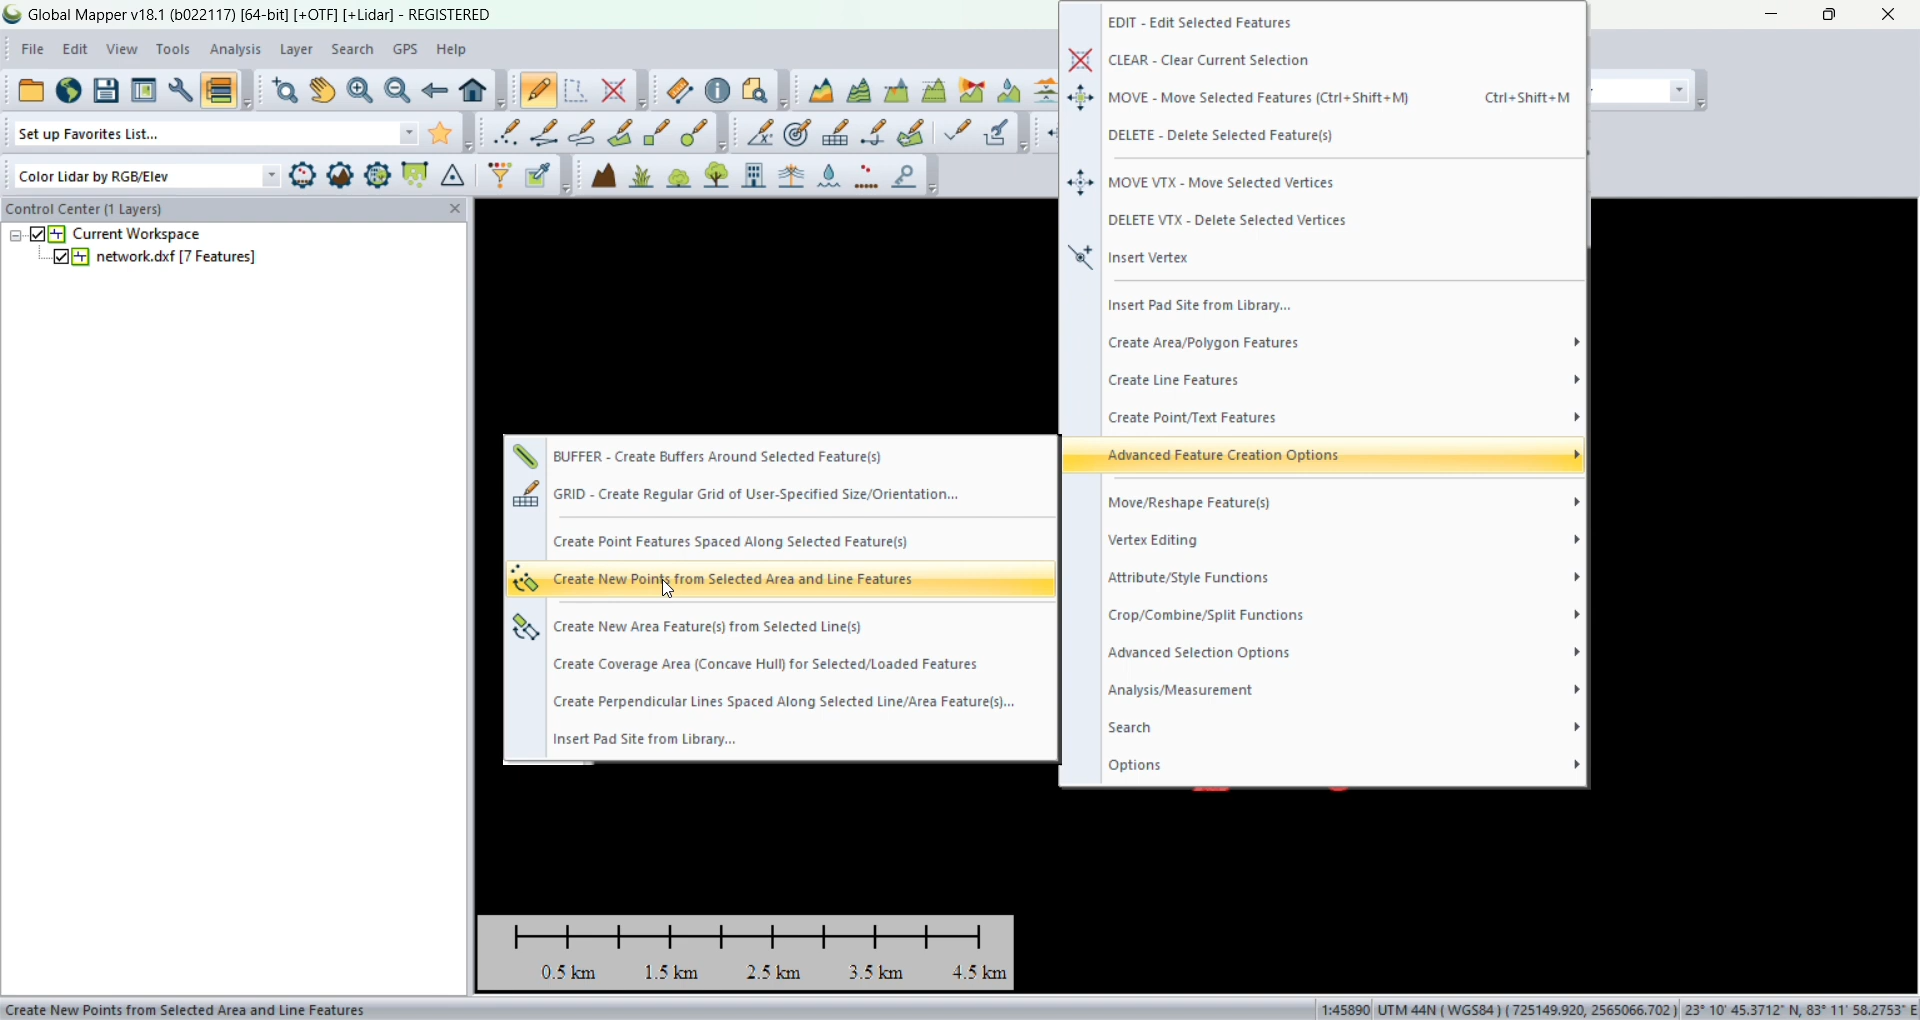 Global Mapper v18.1 (b022117) [64-bit] [+OTF] [+Lidar] - REGISTERED
File Edit View Tools Analysis Layer Search GPS Help
Set up Favorites List...
Color Lidar by RGB/Elev
Control Center (1 Layers)
Current Workspace
network.dxf [7 Features]
EDIT - Edit Selected Features
CLEAR - Clear Current Selection
MOVE - Move Selected Features (Ctrl+Shift+M) Ctrl+Shift+M
DELETE - Delete Selected Feature(s)
MOVE VTX - Move Selected Vertices
DELETE VTX - Delete Selected Vertices
Insert Vertex
Insert Pad Site from Library...
Create Area/Polygon Features
Create Line Features
Create Point/Text Features
Advanced Feature Creation Options
Move/Reshape Feature(s)
Vertex Editing
Attribute/Style Functions
Crop/Combine/Split Functions
Advanced Selection Options
Analysis/Measurement
Search
Options
BUFFER - Create Buffers Around Selected Feature(s)
GRID - Create Regular Grid of User-Specified Size/Orientation...
Create Point Features Spaced Along Selected Feature(s)
Create New Points from Selected Area and Line Features
Create New Area Feature(s) from Selected Line(s)
Create Coverage Area (Concave Hull) for Selected/Loaded Features
Create Perpendicular Lines Spaced Along Selected Line/Area Feature(s)...
Insert Pad Site from Library...
0.5 km 1.5 km 2.5 km 3.5 km 4.5 km
Create New Points from Selected Area and Line Features
1:45890 UTM 44N ( WGS84 ) ( 725149.920, 2565066.702 ) 23° 10' 45.3712" N, 83° 11' 58.2753" E